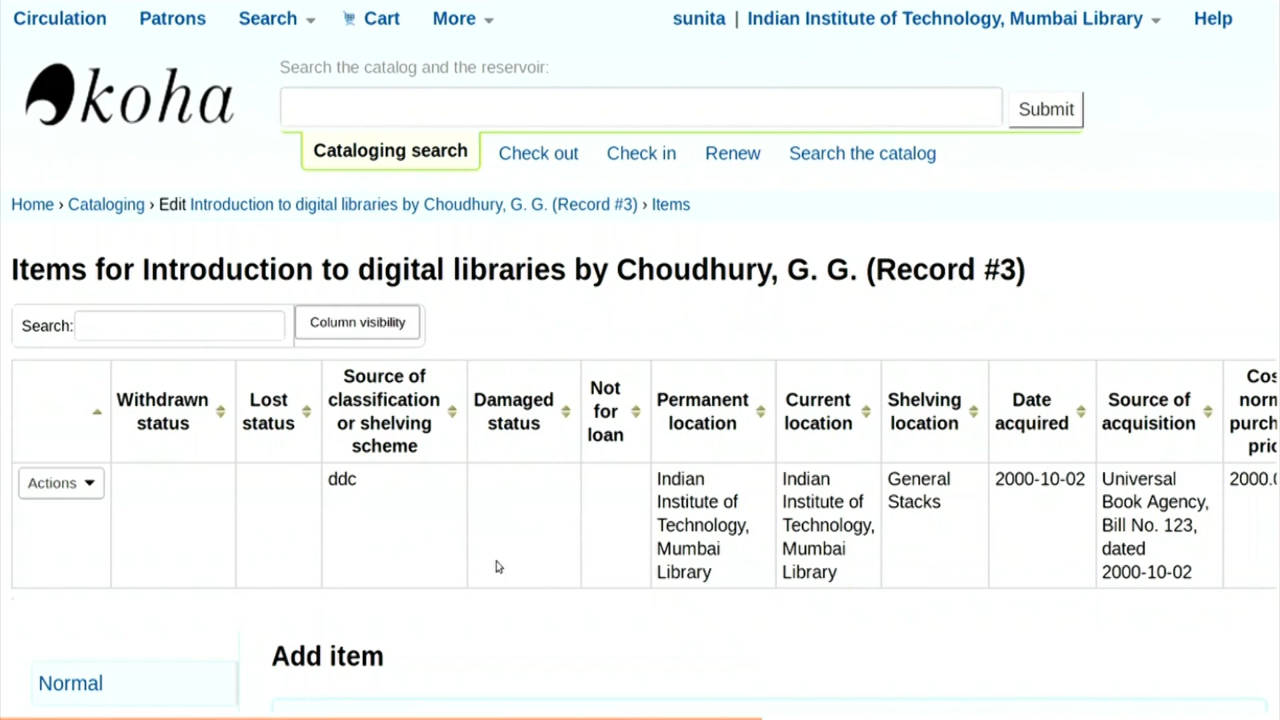 Circulation Patrons Search Cart More sunita | Indian Institute of Technology, Mumbai Library Help
koha
Search the catalog and the reservoir:
Submit
Cataloging search Check out Check in Renew Search the catalog
Home › Cataloging › Edit Introduction to digital libraries by Choudhury, G. G. (Record #3) › Items
Items for Introduction to digital libraries by Choudhury, G. G. (Record #3)
Search: Column visibility
Withdrawn status
Lost status
Source of classification or shelving scheme
Damaged status
Not for loan
Permanent location
Current location
Shelving location
Date acquired
Source of acquisition
Actions
ddc
Indian Institute of Technology, Mumbai Library
Indian Institute of Technology, Mumbai Library
General Stacks
2000-10-02
Universal Book Agency, Bill No. 123, dated 2000-10-02
Add item
Normal